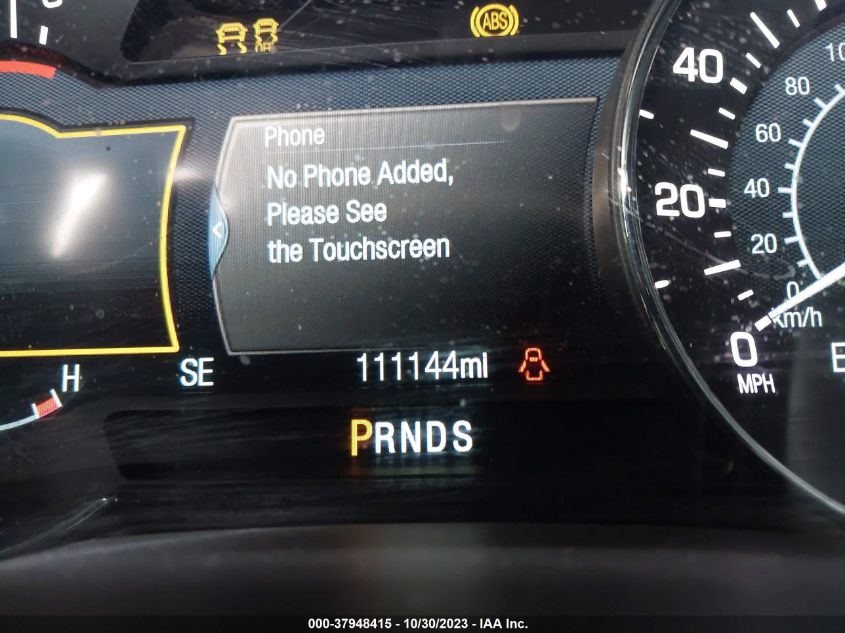 OFF
ABS
Phone
No Phone Added,
Please See
the Touchscreen
<
H
SE
111144mi
PRNDS
40
20
0
MPH
80
60
40
20
0
km/h
000-37948415 - 10/30/2023 - IAA Inc.